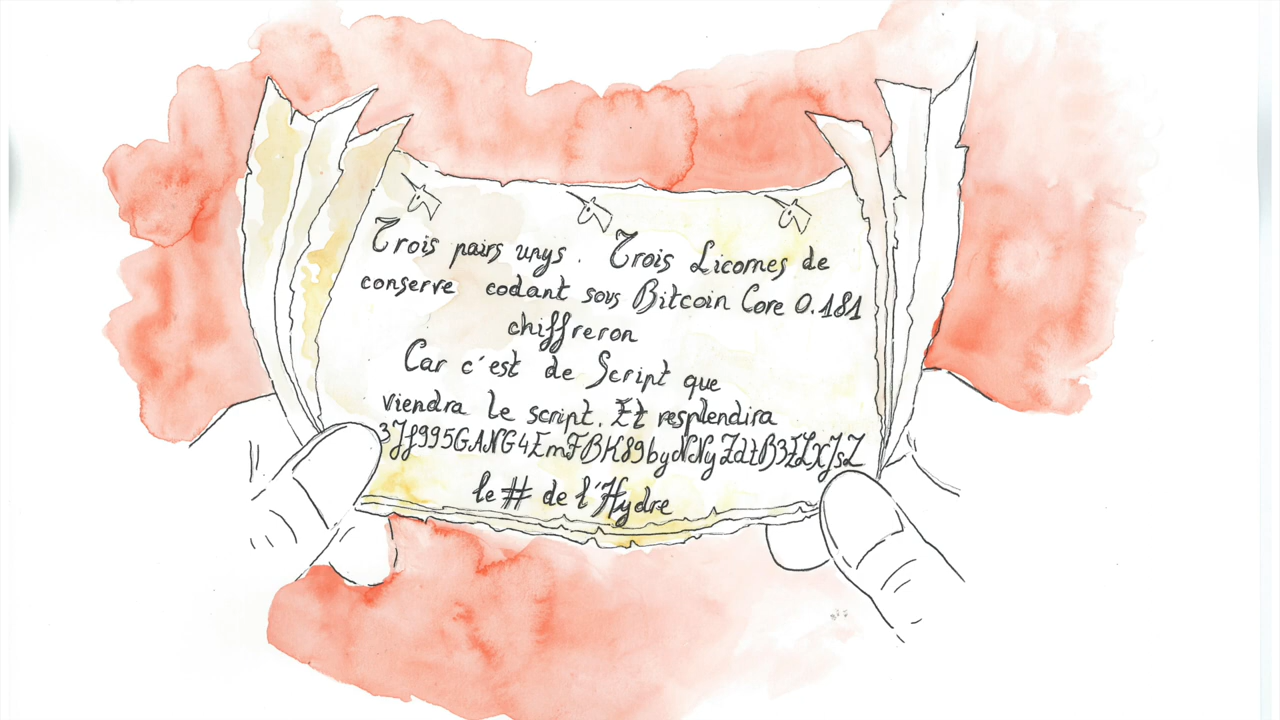 Trois pairs unys. Trois Licornes de
conserve codant sous Bitcoin Core 0.181
chiffreron
Car c'est de Script que
viendra le script. Et resplendira
3Jf995GANG4EmFBK89byNNyZdtB3ELXJsZ
le # de l'Hydre